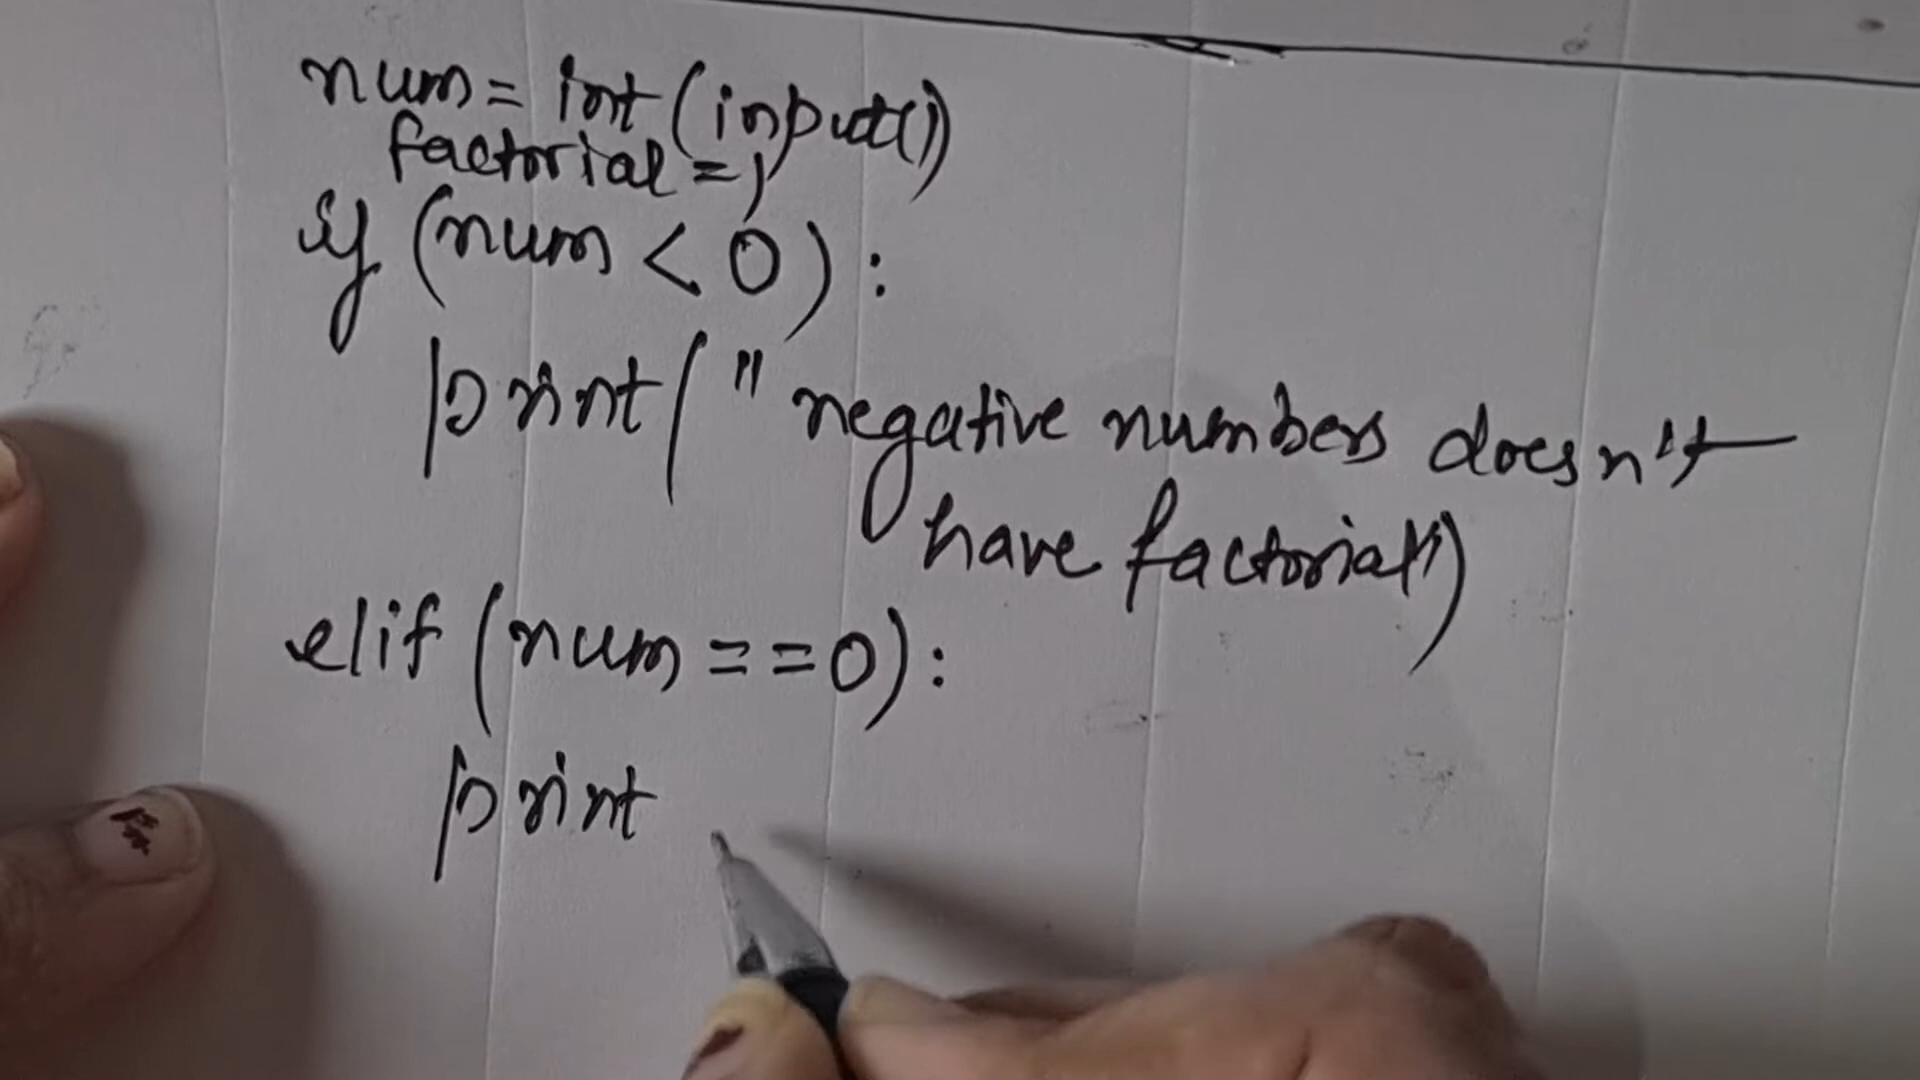 num = int(input())
factorial = 1
if (num < 0):
print("negative numbers doesn't
have factorial")
elif (num == 0):
print